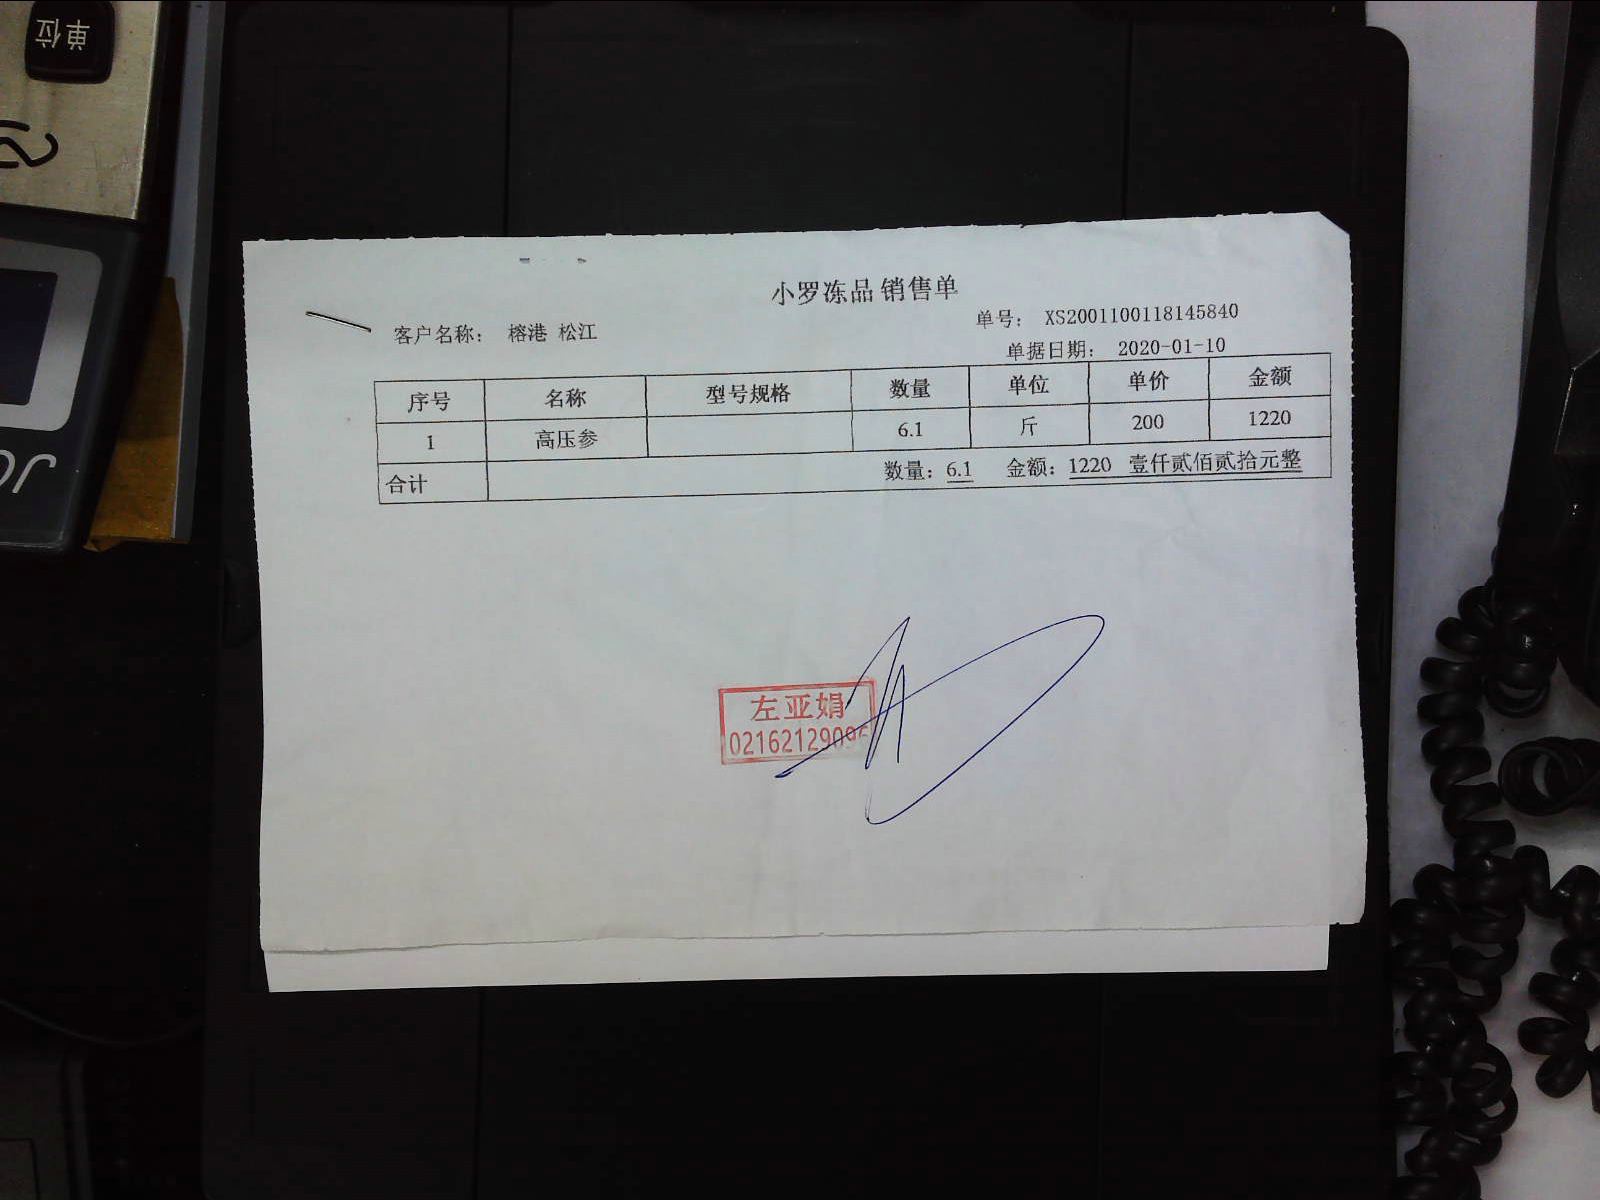 单位
小罗冻品 销售单
客户名称： 榕港 松江
单号： XS2001100118145840
单据日期： 2020-01-10
序号 名称 型号规格 数量 单位 单价 金额
1 高压参 6.1 斤 200 1220
合计 数量：6.1 金额：1220 壹仟贰佰贰拾元整
左亚娟
02162129096